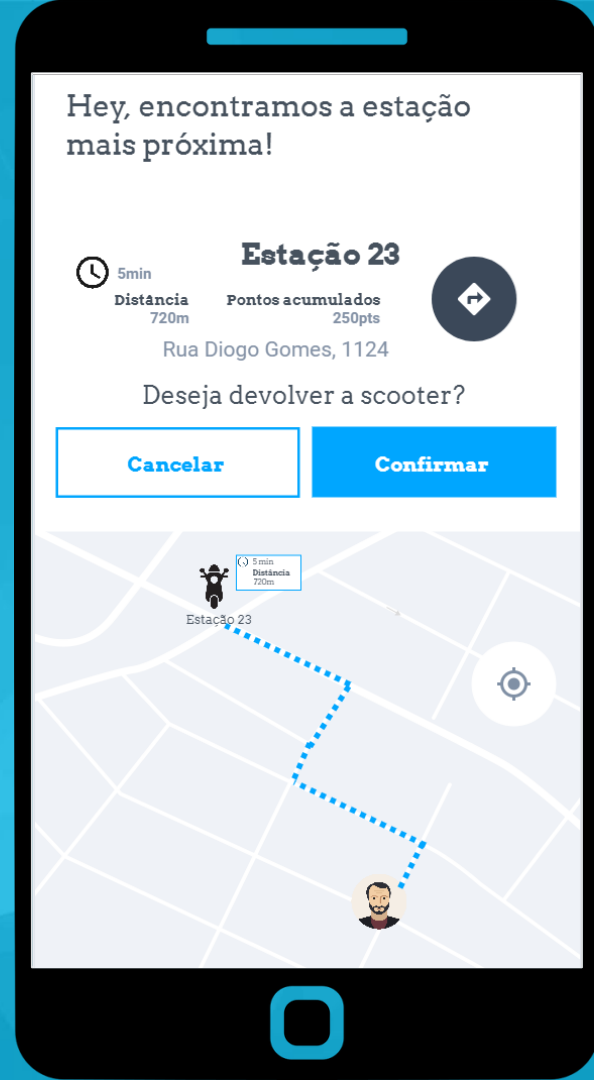 Hey, encontramos a estação
mais próxima!
Estação 23
5min
Distância
720m
Pontos acumulados
250pts
Rua Diogo Gomes, 1124
Deseja devolver a scooter?
Cancelar
Confirmar
5 min
Distância
720m
Estação 23